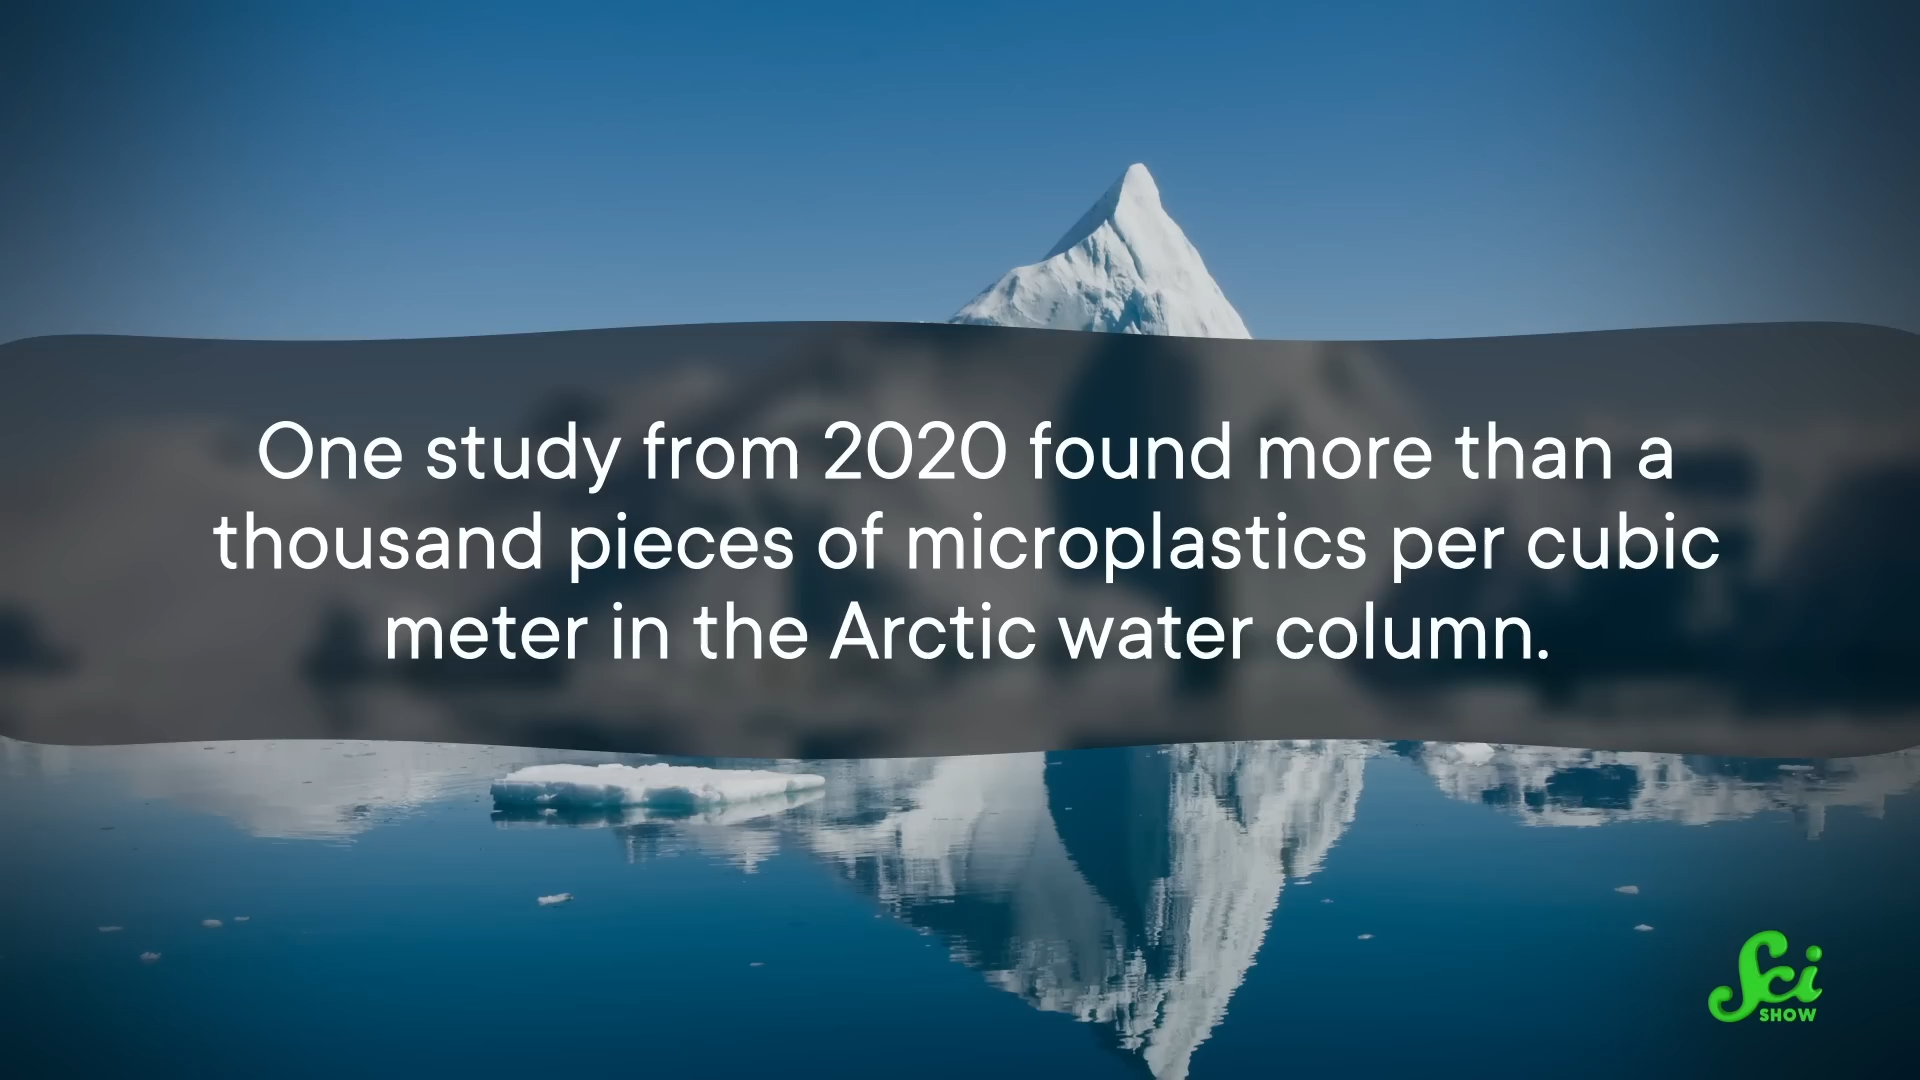 One study from 2020 found more than a
thousand pieces of microplastics per cubic
meter in the Arctic water column.
Sci
SHOW